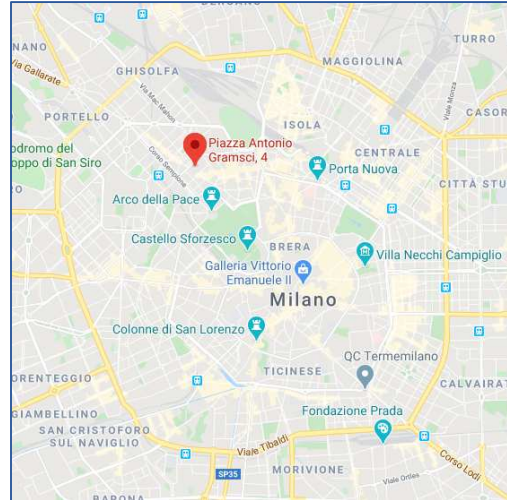 BERGAMO
NANO
TURRO
Via Gallarate
GHISOLFA
MAGGIOLINA
Viale Monza
Via Mac Mahon
PORTELLO
CASOR
ISOLA
odromo del
oppo di San Siro
Piazza Antonio
Gramsci, 4
Corso Sempione
CENTRALE
Porta Nuova
CITTÀ STU
Arco della Pace
Castello Sforzesco
BRERA
Villa Necchi Campiglio
Galleria Vittorio
Emanuele II
Milano
Colonne di San Lorenzo
QC Termemilano
TICINESE
ORENTEGGIO
CALVAIRAT
GIAMBELLINO
Fondazione Prada
SAN CRISTOFORO
SUL NAVIGLIO
Viale Tibaldi
Corso Lodi
SP35
MORIVIONE
Viale Ortles
BARONA